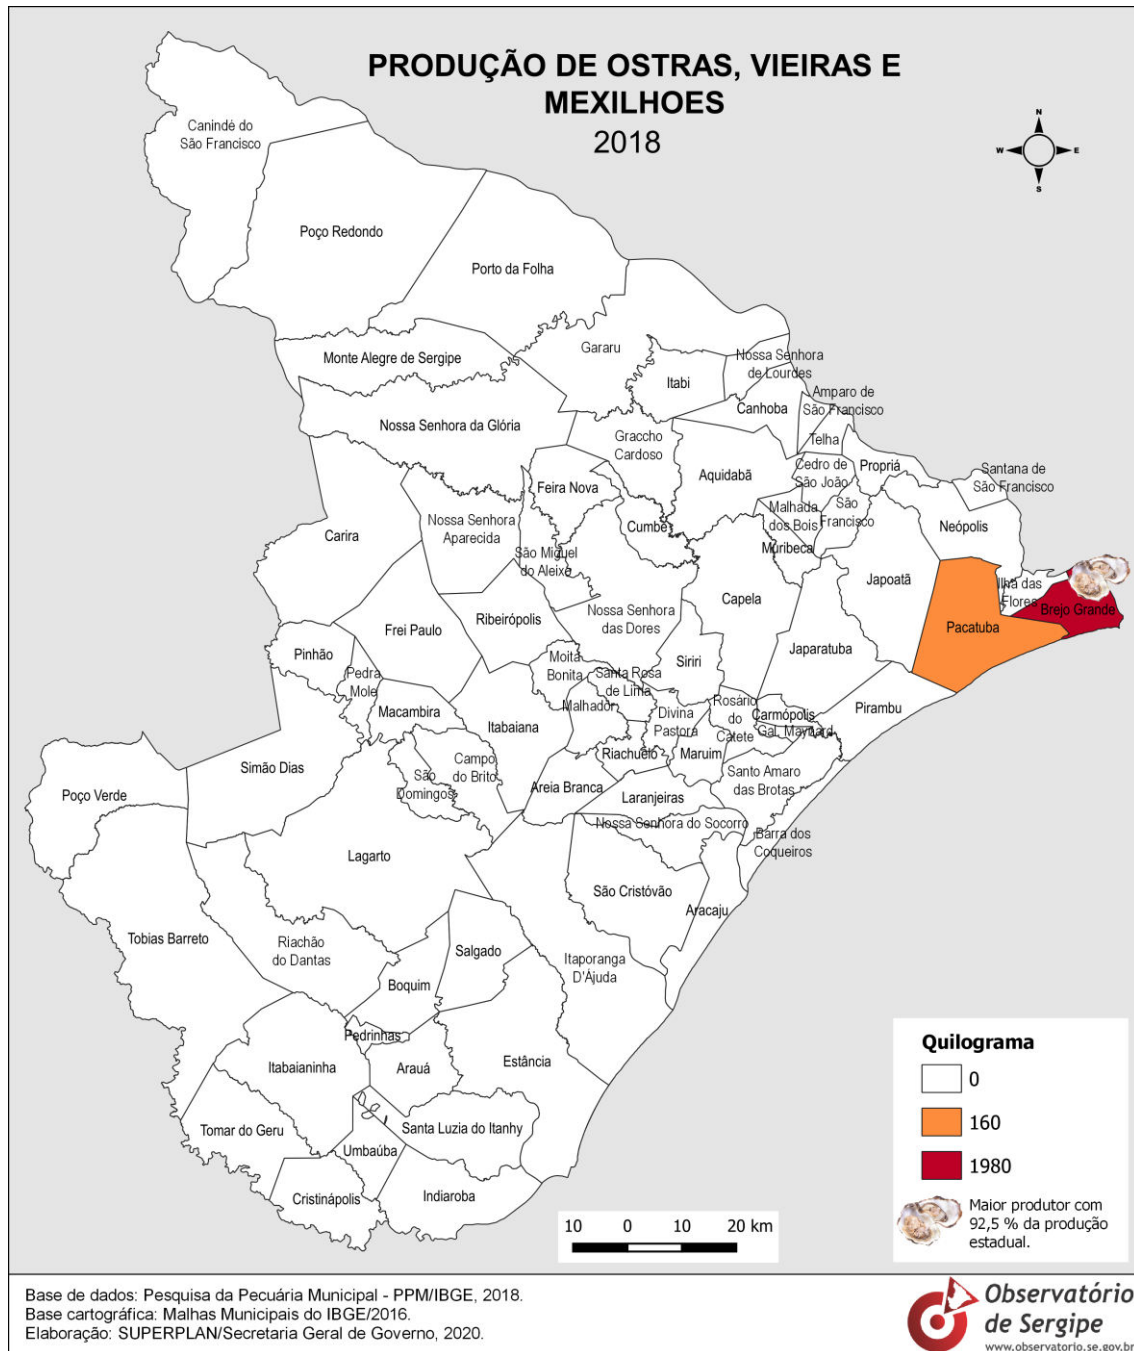 PRODUÇÃO DE OSTRAS, VIEIRAS E
MEXILHOES
2018
N
W
E
S
Canindé do
São Francisco
Poço Redondo
Porto da Folha
Monte Alegre de Sergipe
Gararu
Nossa Senhora
de Lourdes
Itabi
Amparo de
São Francisco
Canhoba
Nossa Senhora da Glória
Graccho
Cardoso
Telha
Aquidabã
Cedro de
São João
Propriá
Santana de
São Francisco
Feira Nova
Malhada
dos Bois
São
Francisco
Neópolis
Nossa Senhora
Aparecida
Cumbe
Carira
São Miguel
do Aleixo
Muribeca
Japoatã
Ilha das
Flores
Brejo Grande
Capela
Nossa Senhora
das Dores
Ribeirópolis
Pacatuba
Frei Paulo
Japaratuba
Pinhão
Pedra
Mole
Moita
Bonita
Santa Rosa
de Lima
Siriri
Malhador
Macambira
Divina
Pastora
Rosário
do
Catete
Carmópolis
Gal. Maynard
Pirambu
Itabaiana
Simão Dias
Campo
do Brito
São
Domingos
Riachuelo
Maruim
Poço Verde
Areia Branca
Laranjeiras
Santo Amaro
das Brotas
Nossa Senhora do Socorro
Barra dos
Coqueiros
Lagarto
São Cristóvão
Aracaju
Tobias Barreto
Riachão
do Dantas
Salgado
Itaporanga
D'Ajuda
Boquim
Pedrinhas
Itabaianinha
Arauá
Estância
Tomar do Geru
Santa Luzia do Itanhy
Umbaúba
Cristinápolis
Indiaroba
Quilograma
0
160
1980
Maior produtor com
92,5 % da produção
estadual.
10 0 10 20 km
Base de dados: Pesquisa da Pecuária Municipal - PPM/IBGE, 2018.
Base cartográfica: Malhas Municipais do IBGE/2016.
Elaboração: SUPERPLAN/Secretaria Geral de Governo, 2020.
Observatório
de Sergipe
www.observatorio.se.gov.br